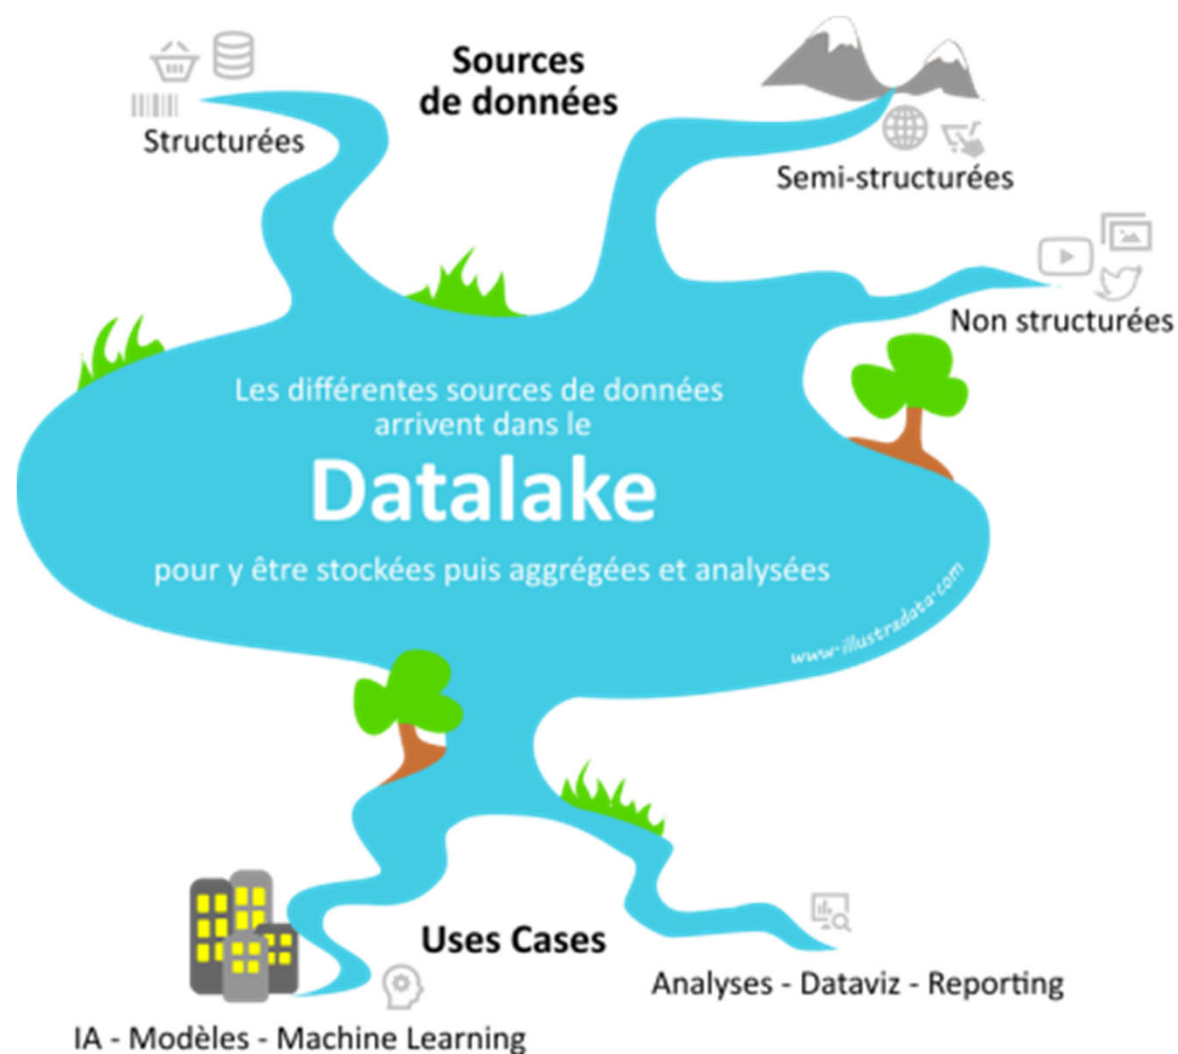 Sources
de données
Structurées
Semi-structurées
Non structurées
Les différentes sources de données
arrivent dans le
Datalake
pour y être stockées puis aggrégées et analysées
www.illustradata.com
Uses Cases
Analyses - Dataviz - Reporting
IA - Modèles - Machine Learning